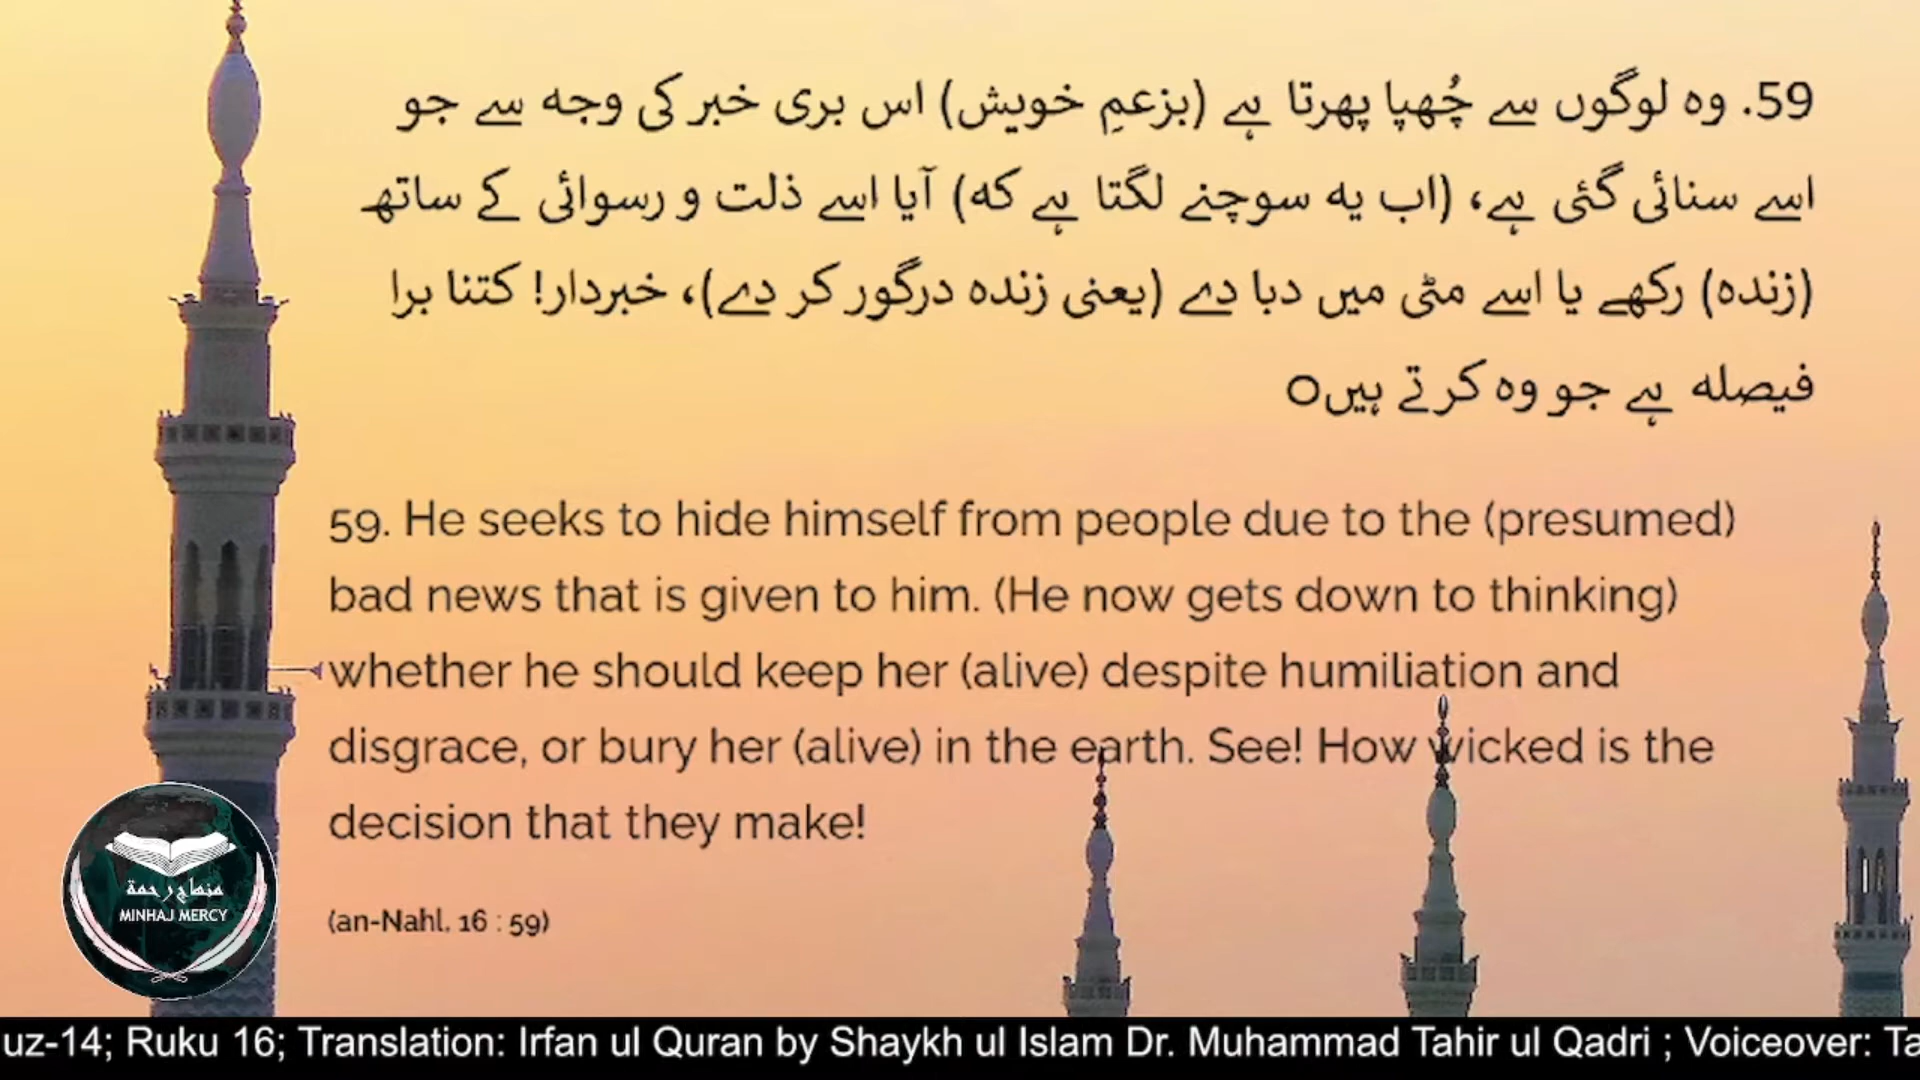 59. وہ لوگوں سے چُھپا پھرتا ہے (بزعمِ خویش) اس بری خبر کی وجہ سے جو
اسے سنائی گئی ہے، (اب یہ سوچنے لگتا ہے کہ) آیا اسے ذلت و رسوائی کے ساتھ
(زندہ) رکھے یا اسے مٹی میں دبا دے (یعنی زندہ درگور کر دے)، خبردار! کتنا برا
فیصلہ ہے جو وہ کرتے ہیںo
59. He seeks to hide himself from people due to the (presumed)
bad news that is given to him. (He now gets down to thinking)
whether he should keep her (alive) despite humiliation and
disgrace, or bury her (alive) in the earth. See! How wicked is the
decision that they make!
(an-Nahl, 16 : 59)
منهاج رحمة
MINHAJ MERCY
uz-14; Ruku 16; Translation: Irfan ul Quran by Shaykh ul Islam Dr. Muhammad Tahir ul Qadri ; Voiceover: Ta